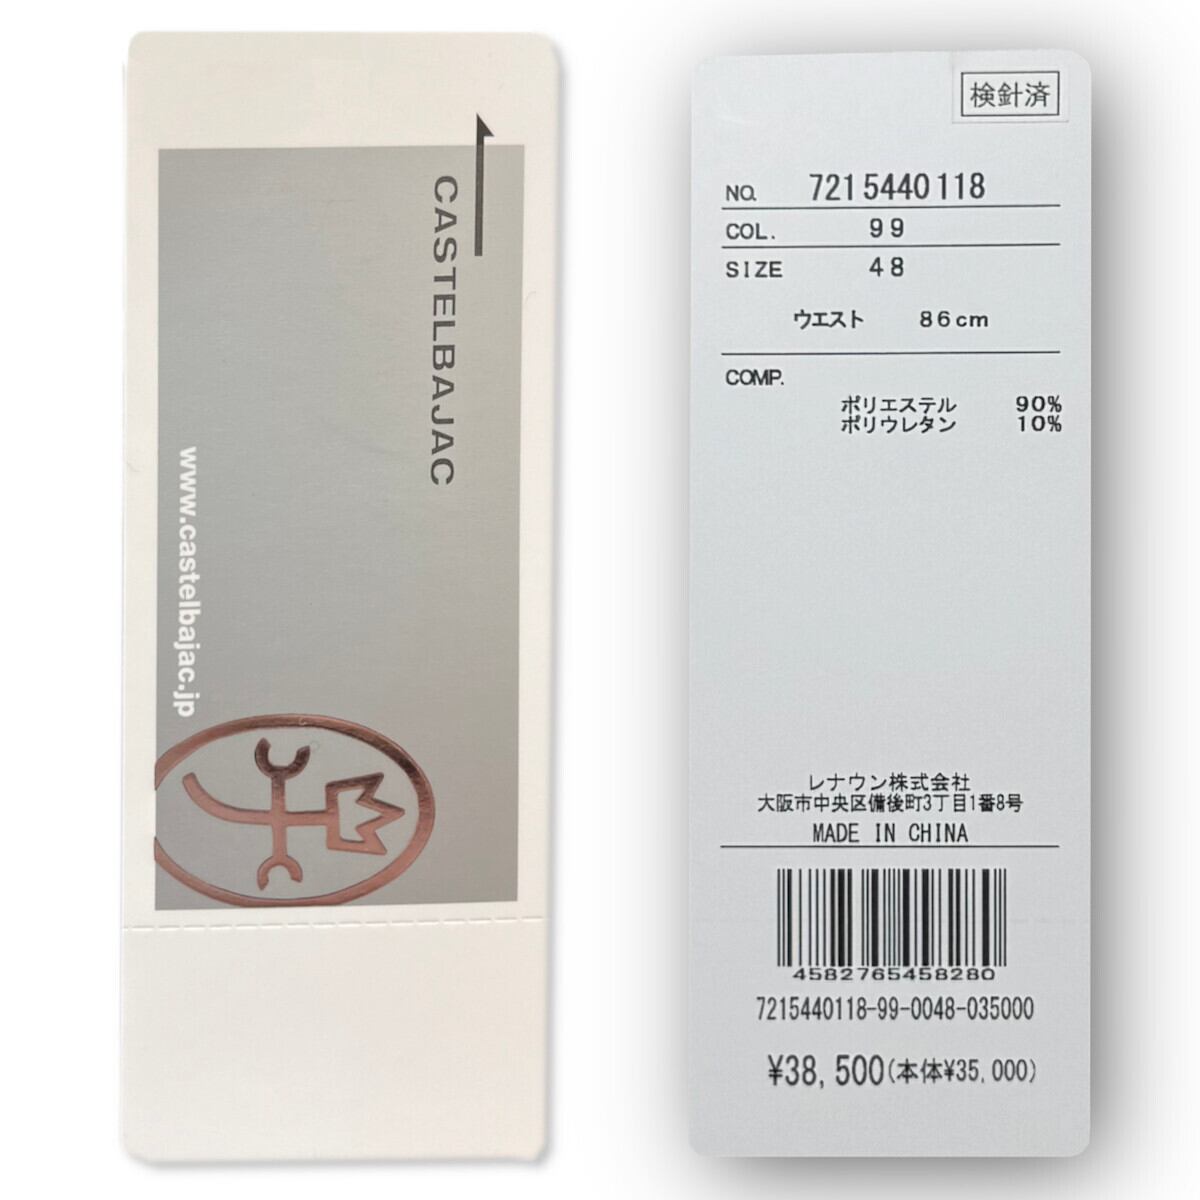 CASTELBAJAC
www.castelbajac.jp
検針済
NO. 7215440118
COL. 99
SIZE 48
ウエスト 86cm
COMP.
ポリエステル 90%
ポリウレタン 10%
レナウン株式会社
大阪市中央区備後町3丁目1番8号
MADE IN CHINA
4582765458280
7215440118-99-0048-035000
¥38,500(本体¥35,000)